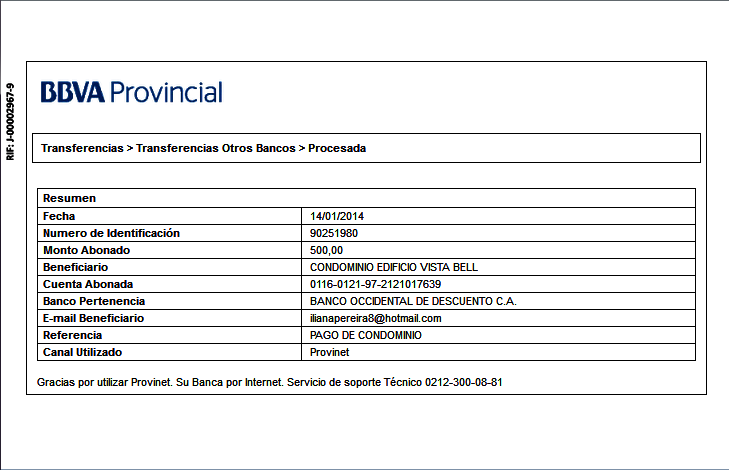 BBVA Provincial
RIF: J-00002967-9
Transferencias > Transferencias Otros Bancos > Procesada
Resumen
Fecha 14/01/2014
Numero de Identificación 90251980
Monto Abonado 500,00
Beneficiario CONDOMINIO EDIFICIO VISTA BELL
Cuenta Abonada 0116-0121-97-2121017639
Banco Pertenencia BANCO OCCIDENTAL DE DESCUENTO C.A.
E-mail Beneficiario ilianapereira8@hotmail.com
Referencia PAGO DE CONDOMINIO
Canal Utilizado Provinet
Gracias por utilizar Provinet. Su Banca por Internet. Servicio de soporte Técnico 0212-300-08-81